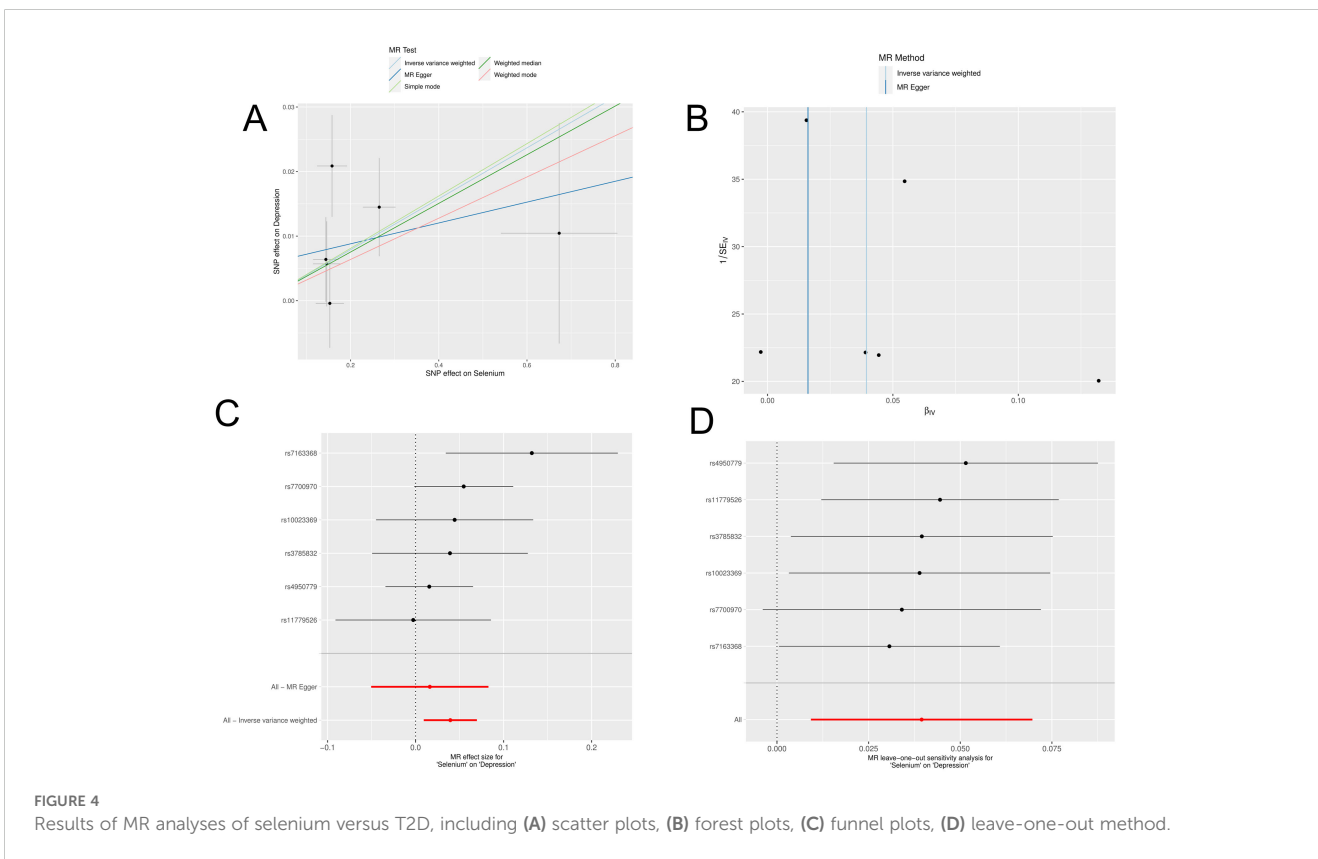 A
MR Test
Inverse variance weighted
MR Egger
Simple mode
Weighted median
Weighted mode
0.03
0.02
0.01
0.00
SNP effect on Depression
0.2
0.4
0.6
0.8
SNP effect on Selenium
B
MR Method
Inverse variance weighted
MR Egger
40
35
30
25
20
1/SEIV
0.00
0.05
0.10
βIV
C
rs7163368
rs7700970
rs10023369
rs3785832
rs4950779
rs11779526
All − MR Egger
All − Inverse variance weighted
−0.1
0.0
0.1
0.2
MR effect size for
'Selenium' on 'Depression'
D
rs4950779
rs11779526
rs3785832
rs10023369
rs7700970
rs7163368
All
0.000
0.025
0.050
0.075
MR leave−one−out sensitivity analysis for
'Selenium' on 'Depression'
FIGURE 4
Results of MR analyses of selenium versus T2D, including (A) scatter plots, (B) forest plots, (C) funnel plots, (D) leave-one-out method.